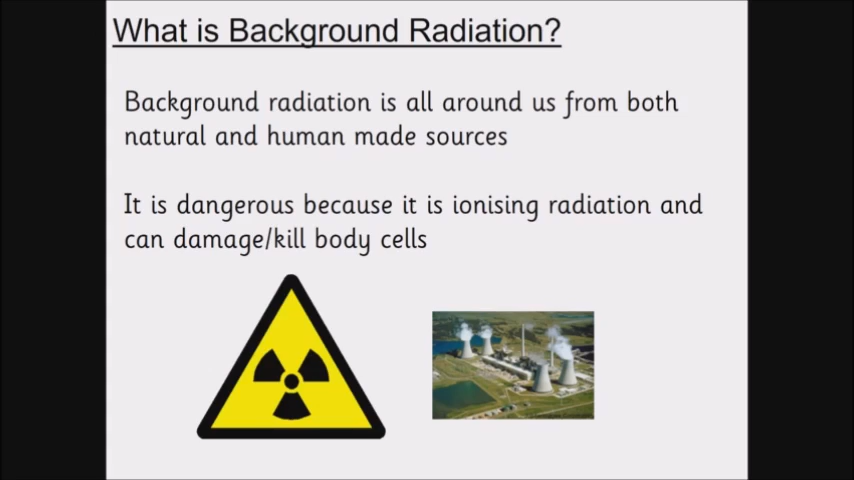 What is Background Radiation?
Background radiation is all around us from both
natural and human made sources
It is dangerous because it is ionising radiation and
can damage/kill body cells